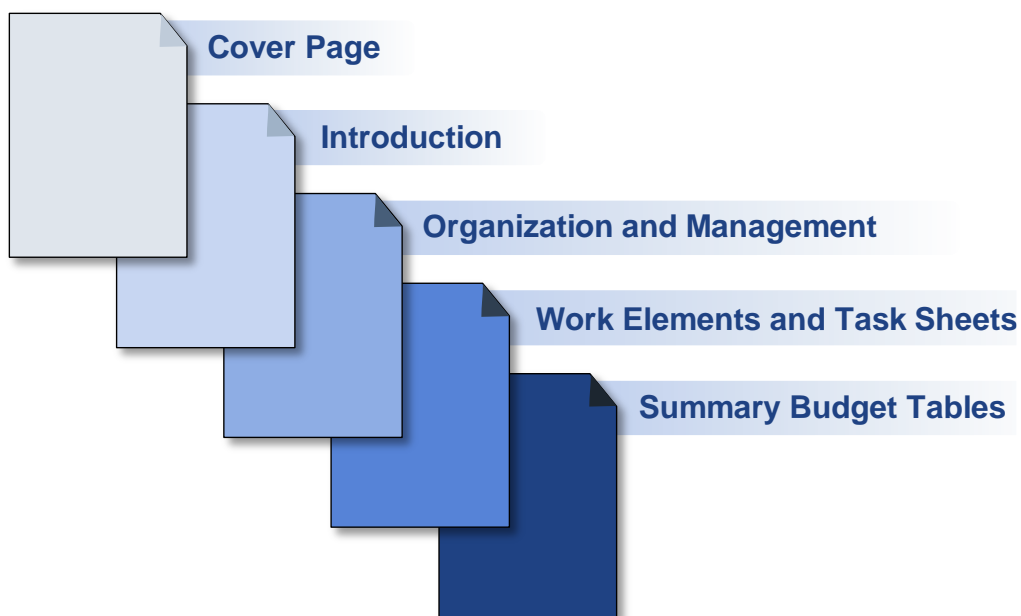 Cover Page
Introduction
Organization and Management
Work Elements and Task Sheets
Summary Budget Tables